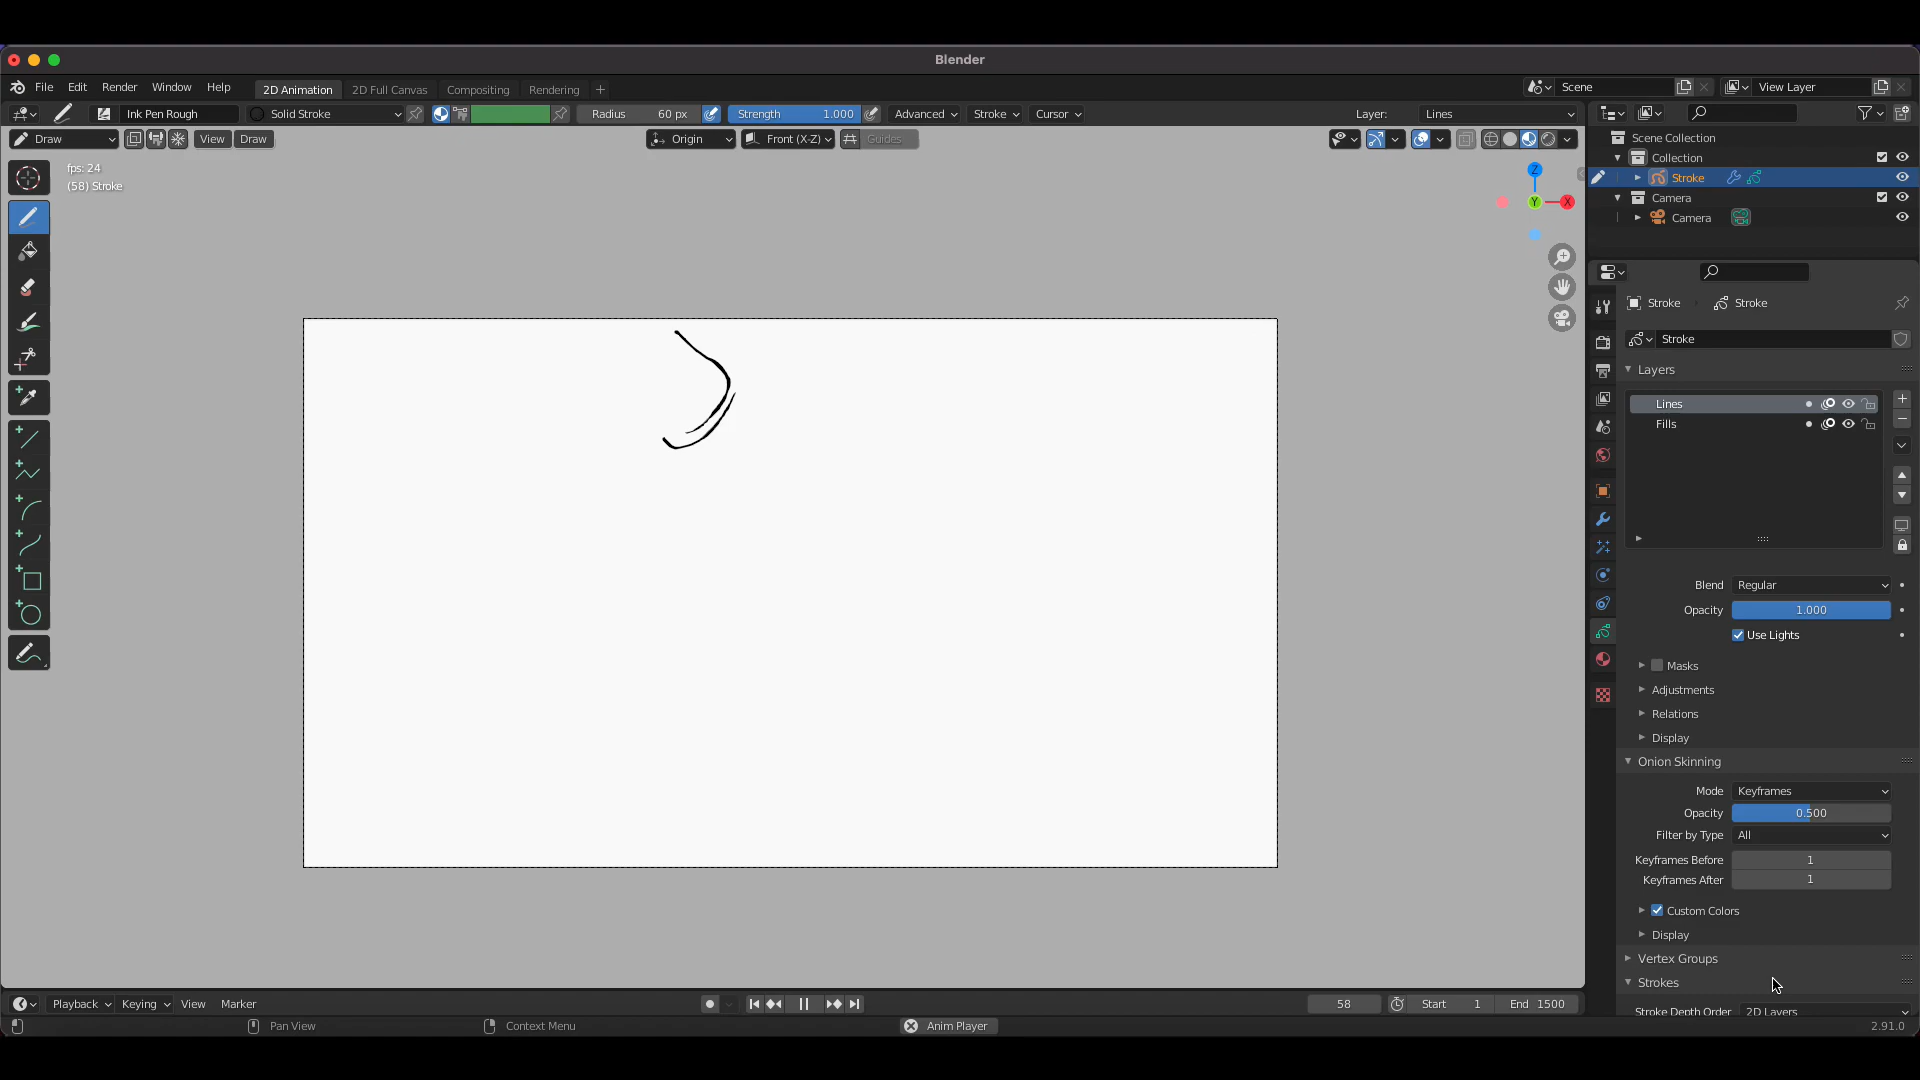 Blender
File Edit Render Window Help 2D Animation 2D Full Canvas Compositing Rendering + Scene View Layer
Ink Pen Rough Solid Stroke Radius 60 px Strength 1.000 Advanced Stroke Cursor Layer: Lines
Draw View Draw Origin Front (X-Z) Guides
fps: 24
(58) Stroke
Z
Y X
Scene Collection
Collection
Stroke
Camera
Camera
Stroke Stroke
Stroke
Layers
Lines
Fills
Blend Regular
Opacity 1.000
Use Lights
Masks
Adjustments
Relations
Display
Onion Skinning
Mode Keyframes
Opacity 0.500
Filter by Type All
Keyframes Before 1
Keyframes After 1
Custom Colors
Display
Vertex Groups
Strokes
Stroke Depth Order 2D Layers
Playback Keying View Marker 58 Start 1 End 1500
Pan View Context Menu Anim Player 2.91.0